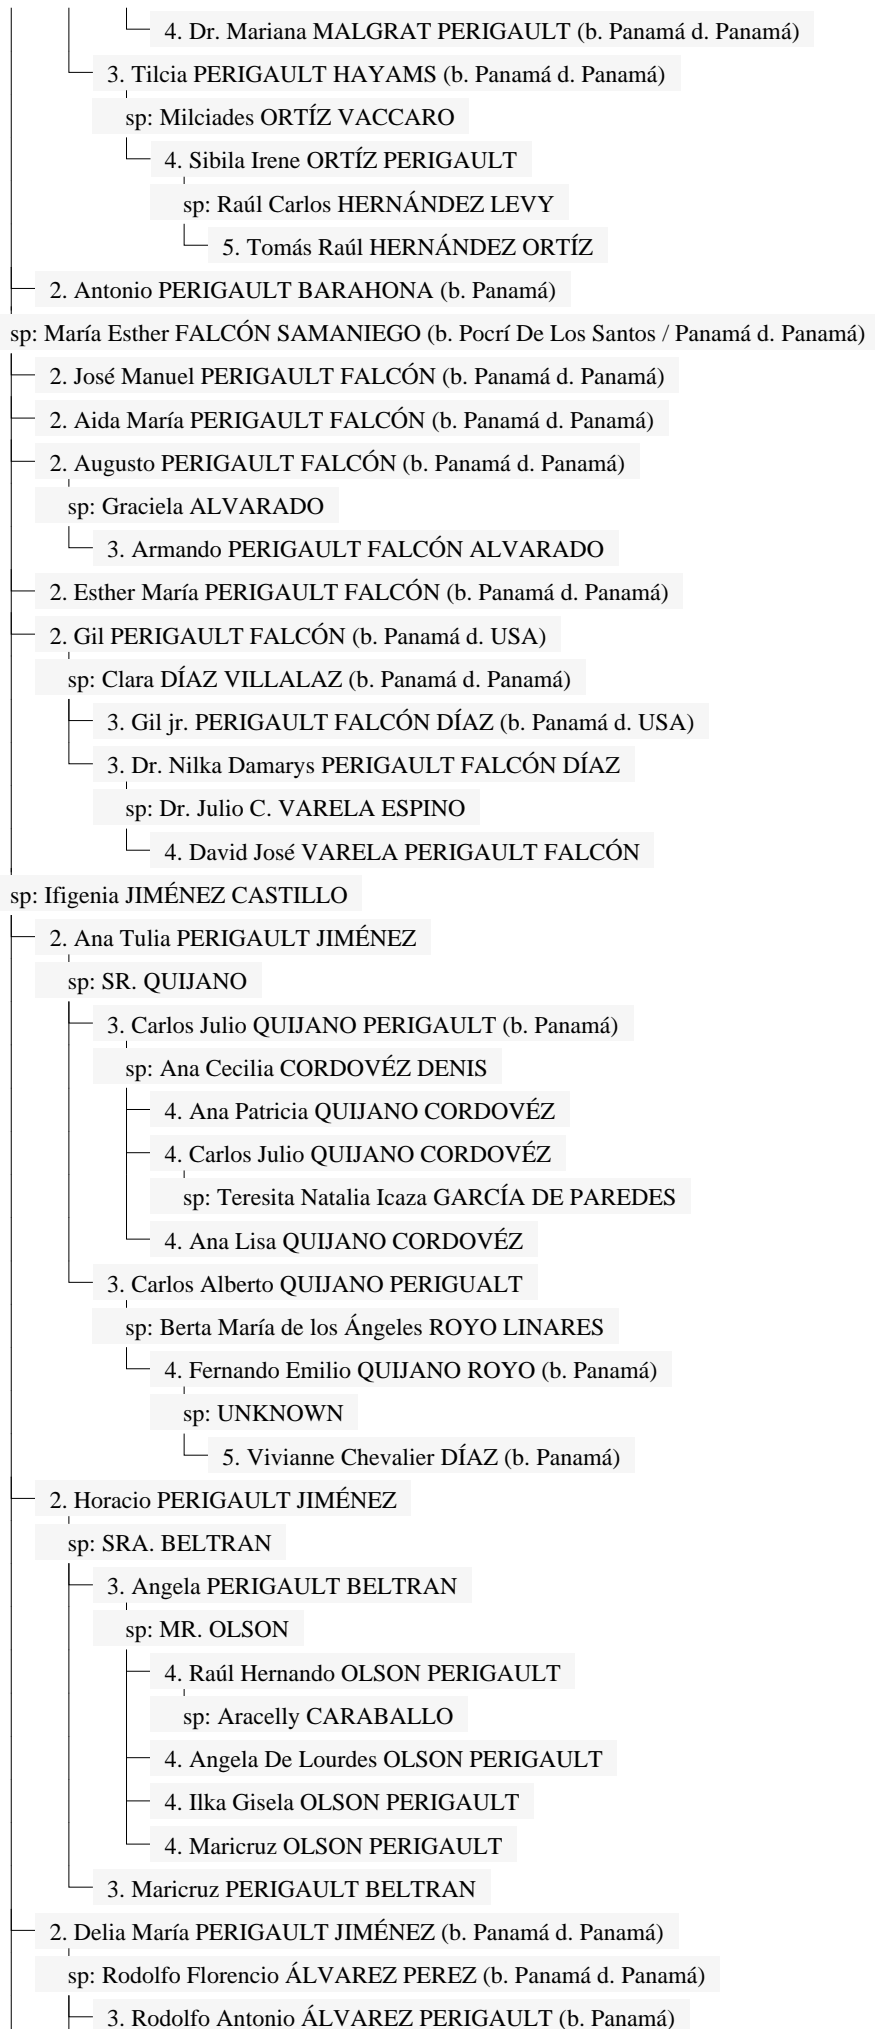 4. Dr. Mariana MALGRAT PERIGAULT (b. Panamá d. Panamá)
3. Tilcia PERIGAULT HAYAMS (b. Panamá d. Panamá)
sp: Milciades ORTÍZ VACCARO
4. Sibila Irene ORTÍZ PERIGAULT
sp: Raúl Carlos HERNÁNDEZ LEVY
5. Tomás Raúl HERNÁNDEZ ORTÍZ
2. Antonio PERIGAULT BARAHONA (b. Panamá)
sp: María Esther FALCÓN SAMANIEGO (b. Pocrí De Los Santos / Panamá d. Panamá)
2. José Manuel PERIGAULT FALCÓN (b. Panamá d. Panamá)
2. Aida María PERIGAULT FALCÓN (b. Panamá d. Panamá)
2. Augusto PERIGAULT FALCÓN (b. Panamá d. Panamá)
sp: Graciela ALVARADO
3. Armando PERIGAULT FALCÓN ALVARADO
2. Esther María PERIGAULT FALCÓN (b. Panamá d. Panamá)
2. Gil PERIGAULT FALCÓN (b. Panamá d. USA)
sp: Clara DÍAZ VILLALAZ (b. Panamá d. Panamá)
3. Gil jr. PERIGAULT FALCÓN DÍAZ (b. Panamá d. USA)
3. Dr. Nilka Damarys PERIGAULT FALCÓN DÍAZ
sp: Dr. Julio C. VARELA ESPINO
4. David José VARELA PERIGAULT FALCÓN
sp: Ifigenia JIMÉNEZ CASTILLO
2. Ana Tulia PERIGAULT JIMÉNEZ
sp: SR. QUIJANO
3. Carlos Julio QUIJANO PERIGAULT (b. Panamá)
sp: Ana Cecilia CORDOVÉZ DENIS
4. Ana Patricia QUIJANO CORDOVÉZ
4. Carlos Julio QUIJANO CORDOVÉZ
sp: Teresita Natalia Icaza GARCÍA DE PAREDES
4. Ana Lisa QUIJANO CORDOVÉZ
3. Carlos Alberto QUIJANO PERIGUALT
sp: Berta María de los Ángeles ROYO LINARES
4. Fernando Emilio QUIJANO ROYO (b. Panamá)
sp: UNKNOWN
5. Vivianne Chevalier DÍAZ (b. Panamá)
2. Horacio PERIGAULT JIMÉNEZ
sp: SRA. BELTRAN
3. Angela PERIGAULT BELTRAN
sp: MR. OLSON
4. Raúl Hernando OLSON PERIGAULT
sp: Aracelly CARABALLO
4. Angela De Lourdes OLSON PERIGAULT
4. Ilka Gisela OLSON PERIGAULT
4. Maricruz OLSON PERIGAULT
3. Maricruz PERIGAULT BELTRAN
2. Delia María PERIGAULT JIMÉNEZ (b. Panamá d. Panamá)
sp: Rodolfo Florencio ÁLVAREZ PEREZ (b. Panamá d. Panamá)
3. Rodolfo Antonio ÁLVAREZ PERIGAULT (b. Panamá)